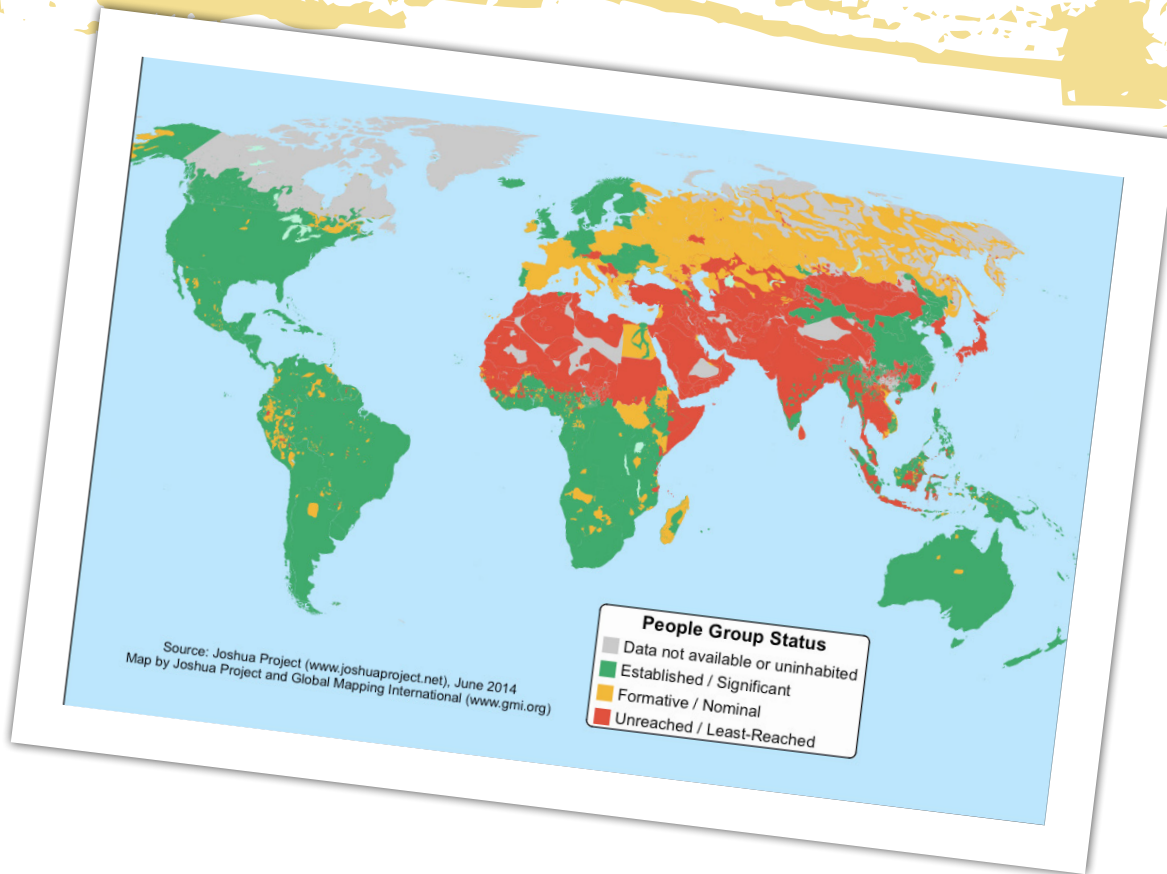 Source: Joshua Project (www.joshuaproject.net), June 2014
Map by Joshua Project and Global Mapping International (www.gmi.org)
People Group Status
Data not available or uninhabited
Established / Significant
Formative / Nominal
Unreached / Least-Reached